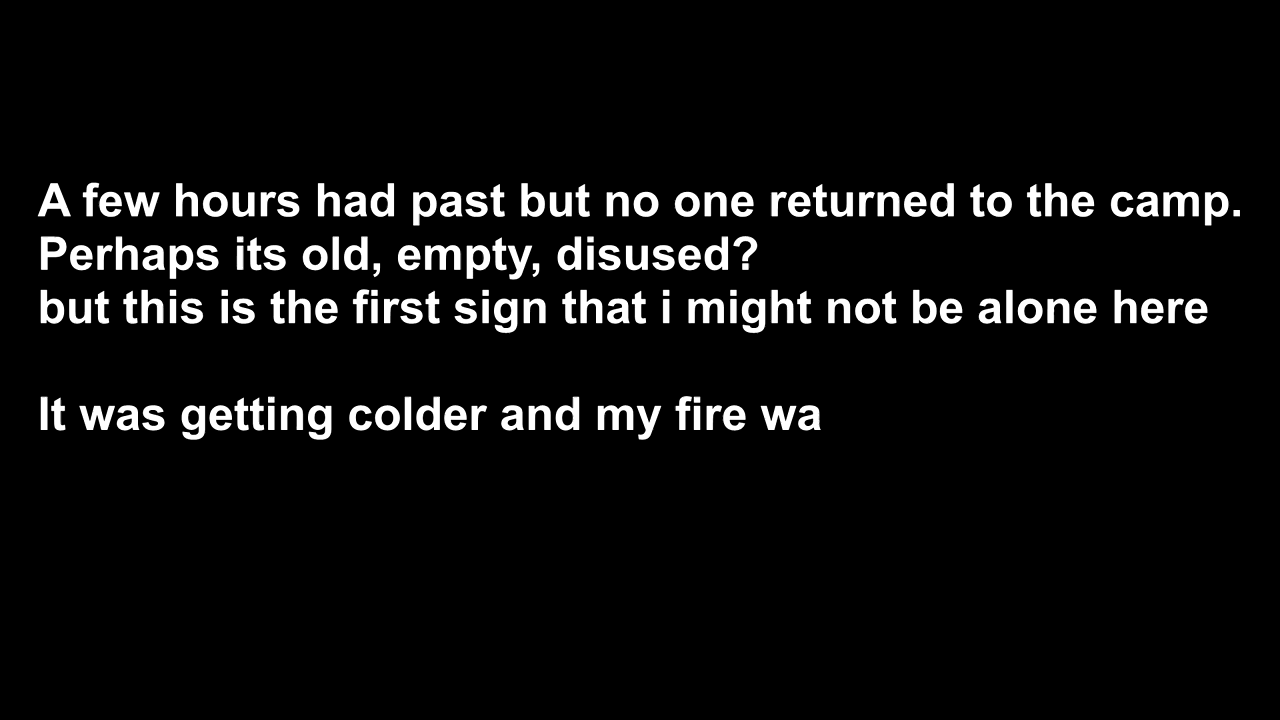 A few hours had past but no one returned to the camp.
Perhaps its old, empty, disused?
but this is the first sign that i might not be alone here
It was getting colder and my fire wa